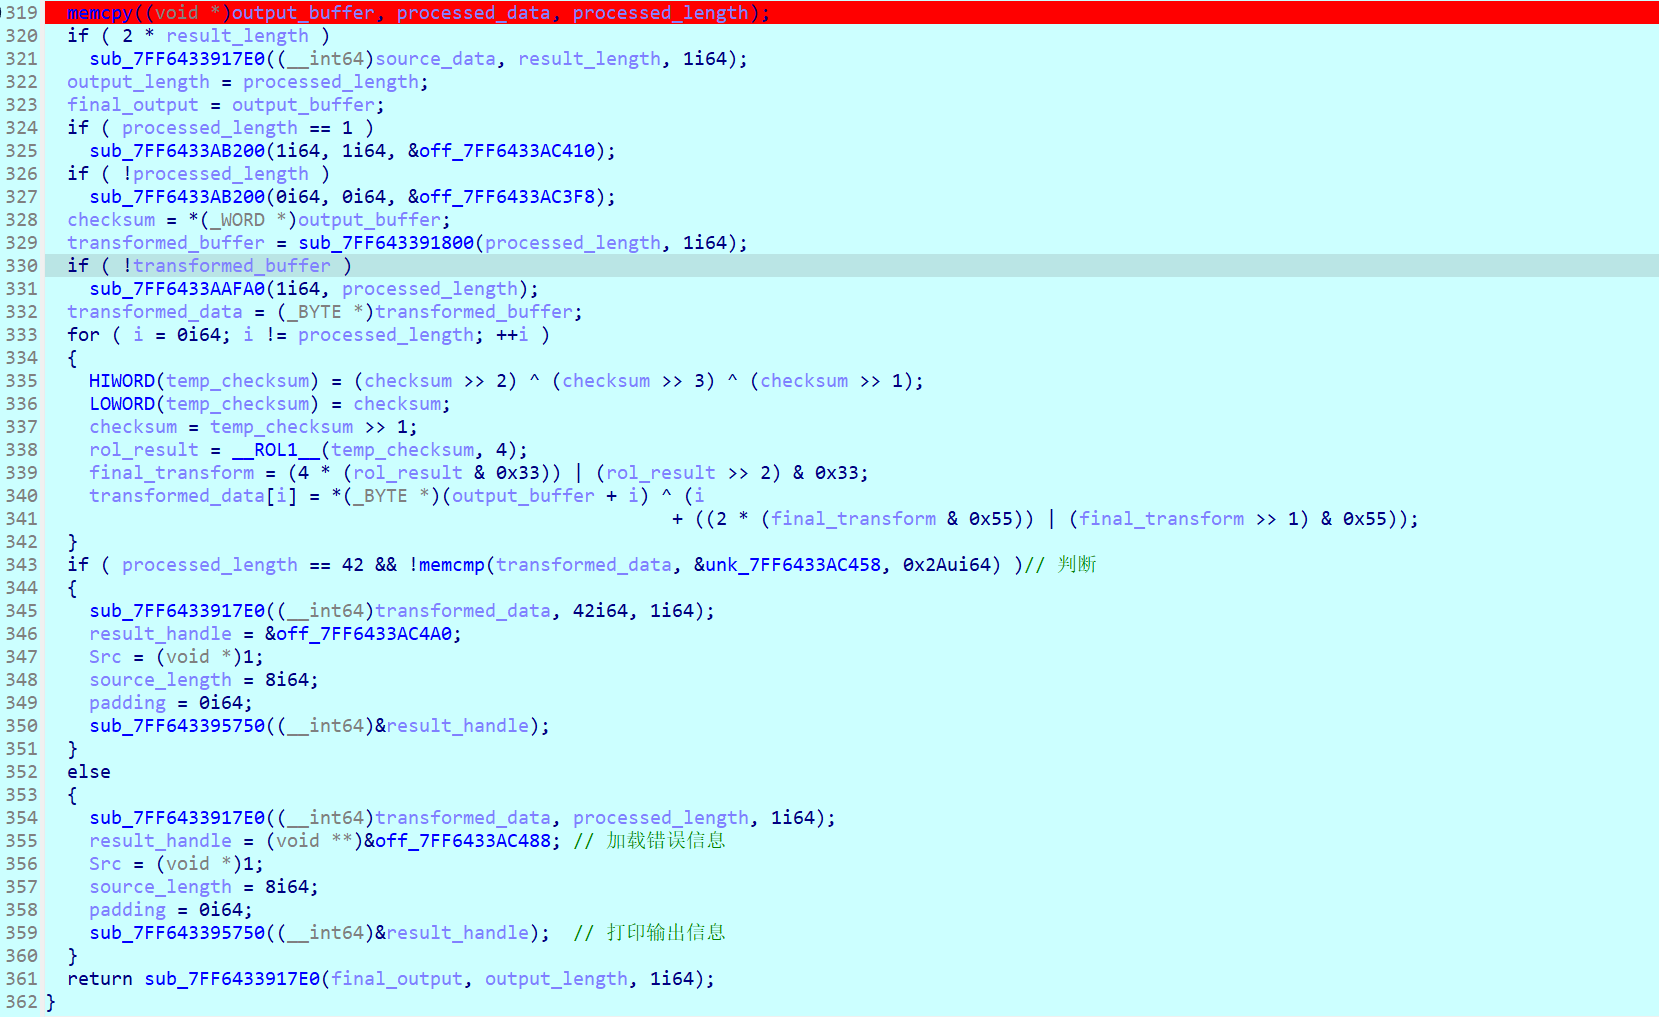 319 memcpy((void *)output_buffer, processed_data, processed_length);
320 if ( 2 * result_length )
321 sub_7FF6433917E0((__int64)source_data, result_length, 1i64);
322 output_length = processed_length;
323 final_output = output_buffer;
324 if ( processed_length == 1 )
325 sub_7FF6433AB200(1i64, 1i64, &off_7FF6433AC410);
326 if ( !processed_length )
327 sub_7FF6433AB200(0i64, 0i64, &off_7FF6433AC3F8);
328 checksum = *(_WORD *)output_buffer;
329 transformed_buffer = sub_7FF643391800(processed_length, 1i64);
330 if ( !transformed_buffer )
331 sub_7FF6433AAFA0(1i64, processed_length);
332 transformed_data = (_BYTE *)transformed_buffer;
333 for ( i = 0i64; i != processed_length; ++i )
334 {
335 HIWORD(temp_checksum) = (checksum >> 2) ^ (checksum >> 3) ^ (checksum >> 1);
336 LOWORD(temp_checksum) = checksum;
337 checksum = temp_checksum >> 1;
338 rol_result = __ROL1__(temp_checksum, 4);
339 final_transform = (4 * (rol_result & 0x33)) | (rol_result >> 2) & 0x33;
340 transformed_data[i] = *(_BYTE *)(output_buffer + i) ^ (i
341 + ((2 * (final_transform & 0x55)) | (final_transform >> 1) & 0x55));
342 }
343 if ( processed_length == 42 && !memcmp(transformed_data, &unk_7FF6433AC458, 0x2Aui64) )// 判断
344 {
345 sub_7FF6433917E0((__int64)transformed_data, 42i64, 1i64);
346 result_handle = &off_7FF6433AC4A0;
347 Src = (void *)1;
348 source_length = 8i64;
349 padding = 0i64;
350 sub_7FF643395750((__int64)&result_handle);
351 }
352 else
353 {
354 sub_7FF6433917E0((__int64)transformed_data, processed_length, 1i64);
355 result_handle = (void **)&off_7FF6433AC488; // 加载错误信息
356 Src = (void *)1;
357 source_length = 8i64;
358 padding = 0i64;
359 sub_7FF643395750((__int64)&result_handle); // 打印输出信息
360 }
361 return sub_7FF6433917E0(final_output, output_length, 1i64);
362 }